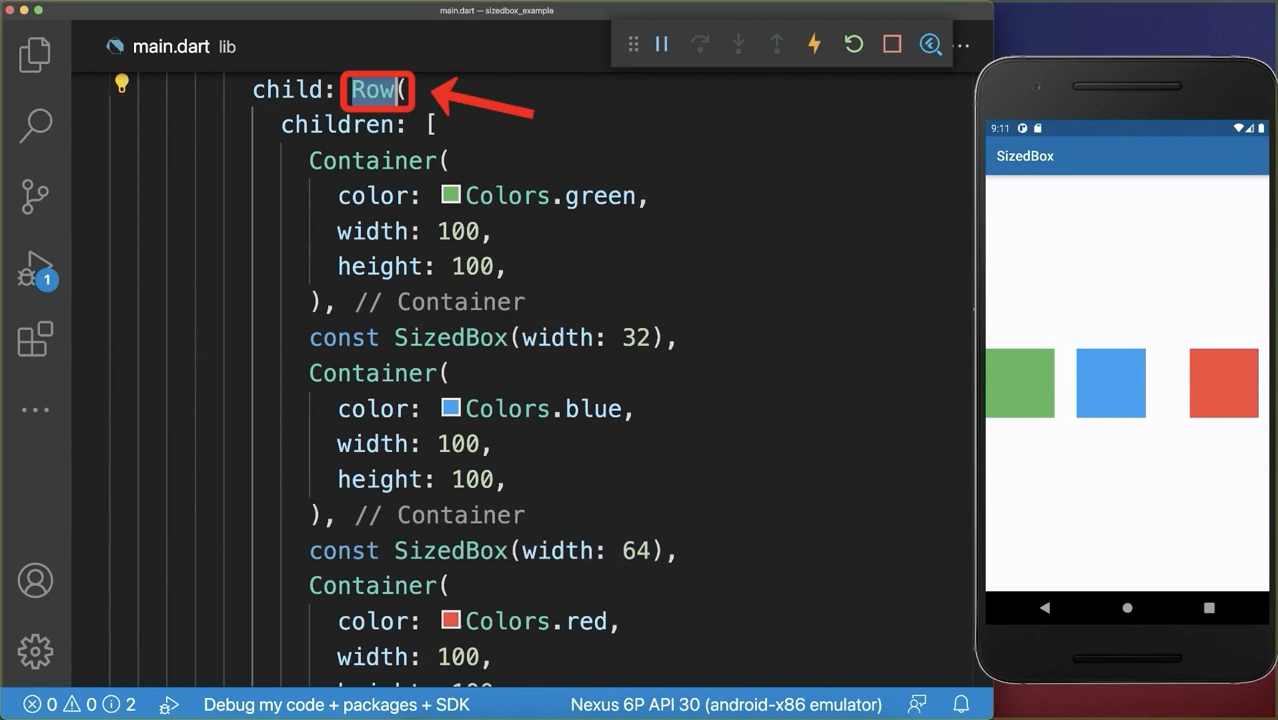 main.dart — sizedbox_example
main.dart lib
child: Row(
children: [
Container(
color: Colors.green,
width: 100,
height: 100,
), // Container
const SizedBox(width: 32),
Container(
color: Colors.blue,
width: 100,
height: 100,
), // Container
const SizedBox(width: 64),
Container(
color: Colors.red,
width: 100,
height: 100,
1
0 0 2 Debug my code + packages + SDK Nexus 6P API 30 (android-x86 emulator)
9:11
SizedBox